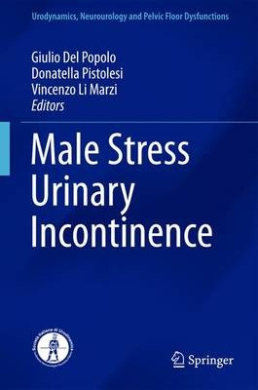 Urodynamics, Neurourology and Pelvic Floor Dysfunctions
Giulio Del Popolo
Donatella Pistolesi
Vincenzo Li Marzi
Editors
Male Stress
Urinary
Incontinence
Springer